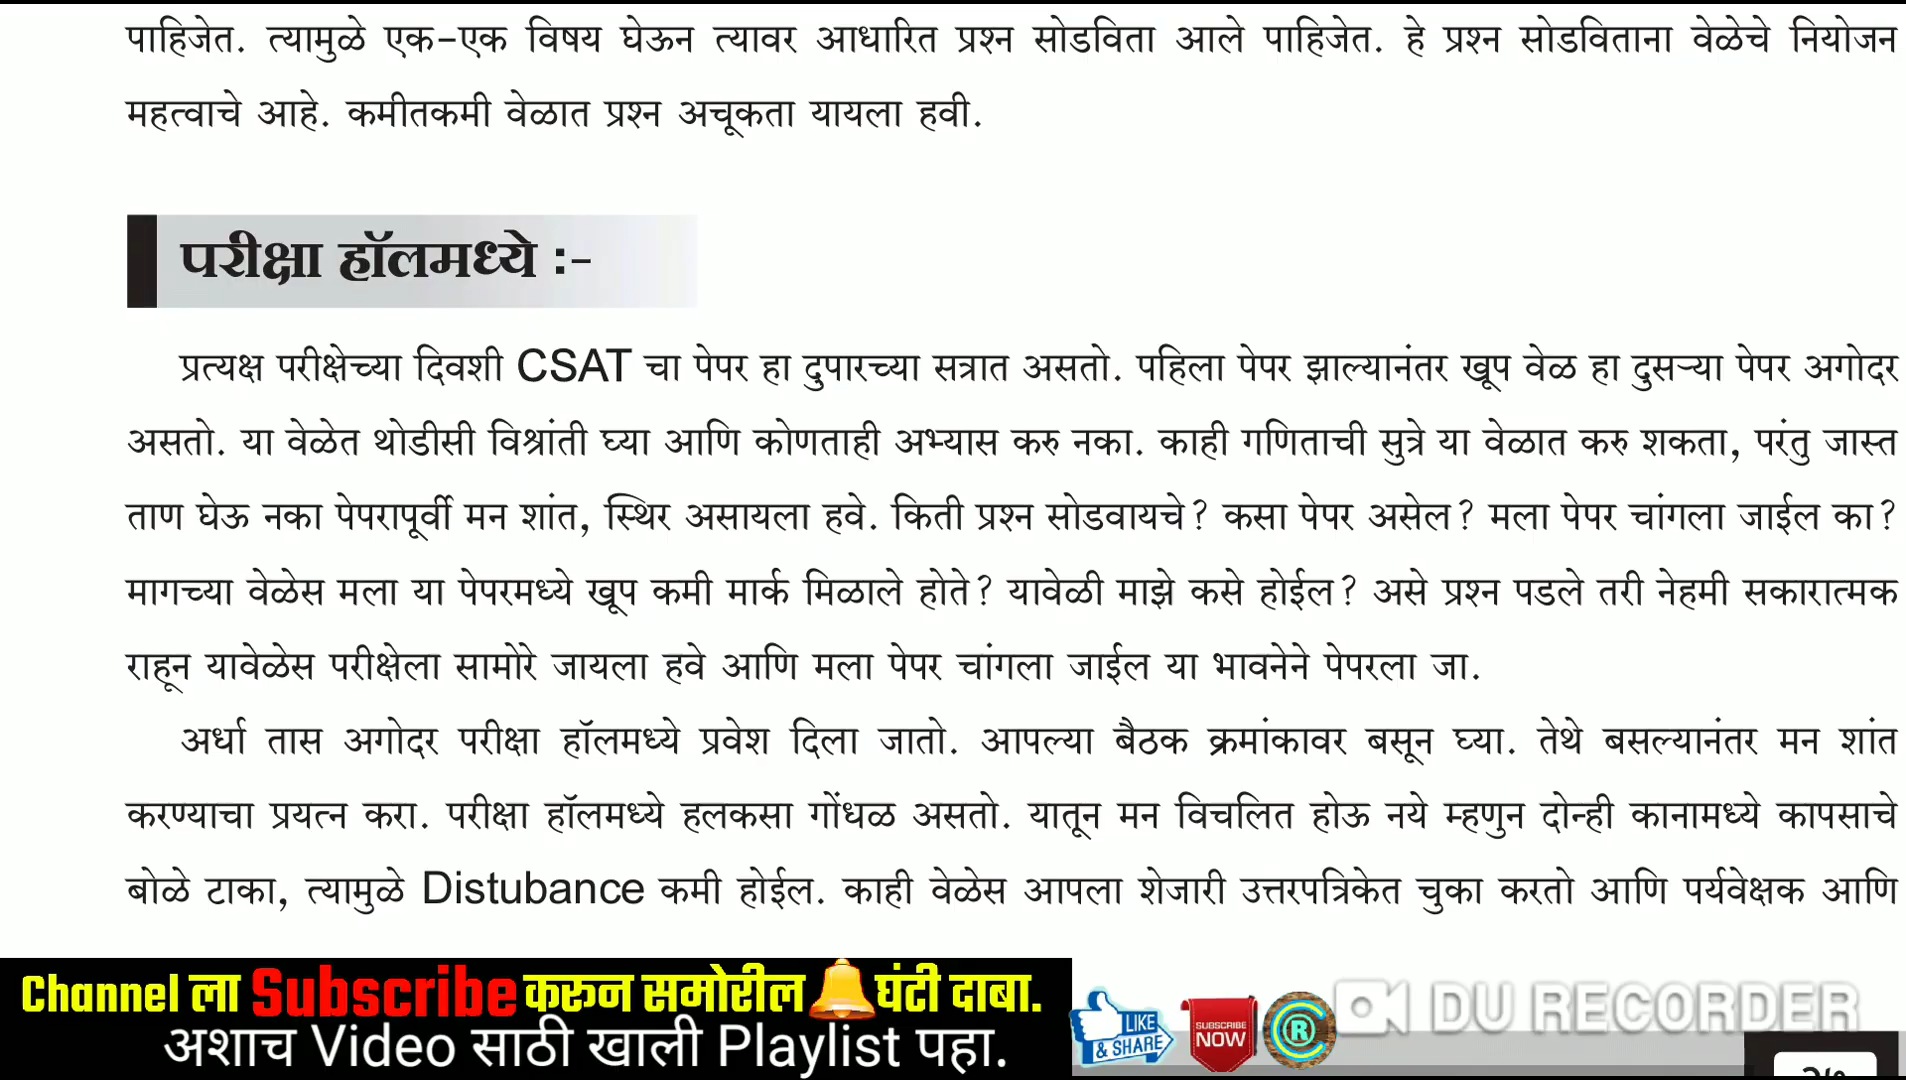 पाहिजेत. त्यामुळे एक-एक विषय घेऊन त्यावर आधारित प्रश्न सोडविता आले पाहिजेत. हे प्रश्न सोडविताना वेळेचे नियोजन
महत्वाचे आहे. कमीतकमी वेळात प्रश्न अचूकता यायला हवी.
परीक्षा हॉलमध्ये :-
प्रत्यक्ष परीक्षेच्या दिवशी CSAT चा पेपर हा दुपारच्या सत्रात असतो. पहिला पेपर झाल्यानंतर खूप वेळ हा दुसऱ्या पेपर अगोदर
असतो. या वेळेत थोडीसी विश्रांती घ्या आणि कोणताही अभ्यास करु नका. काही गणिताची सुत्रे या वेळात करु शकता, परंतु जास्त
ताण घेऊ नका पेपरापूर्वी मन शांत, स्थिर असायला हवे. किती प्रश्न सोडवायचे? कसा पेपर असेल? मला पेपर चांगला जाईल का?
मागच्या वेळेस मला या पेपरमध्ये खूप कमी मार्क मिळाले होते? यावेळी माझे कसे होईल? असे प्रश्न पडले तरी नेहमी सकारात्मक
राहून यावेळेस परीक्षेला सामोरे जायला हवे आणि मला पेपर चांगला जाईल या भावनेने पेपरला जा.
अर्धा तास अगोदर परीक्षा हॉलमध्ये प्रवेश दिला जातो. आपल्या बैठक क्रमांकावर बसून घ्या. तेथे बसल्यानंतर मन शांत
करण्याचा प्रयत्न करा. परीक्षा हॉलमध्ये हलकसा गोंधळ असतो. यातून मन विचलित होऊ नये म्हणुन दोन्ही कानामध्ये कापसाचे
बोळे टाका, त्यामुळे Distubance कमी होईल. काही वेळेस आपला शेजारी उत्तरपत्रिकेत चुका करतो आणि पर्यवेक्षक आणि
Channel ला Subscribe करून समोरील घंटी दाबा.
अशाच Video साठी खाली Playlist पहा.
LIKE
& SHARE
SUBSCRIBE
NOW
®
DU RECORDER